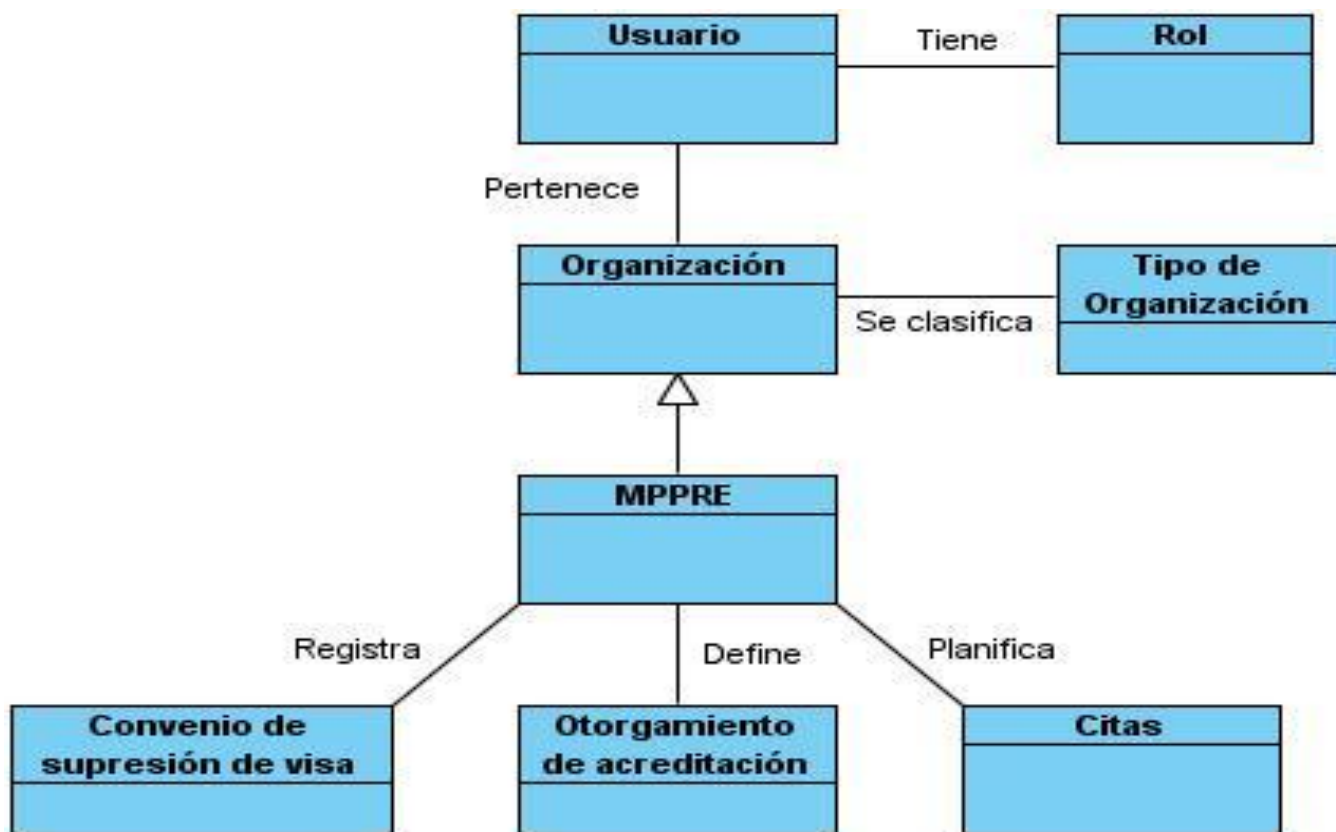 Usuario
Tiene
Rol
Pertenece
Organización
Se clasifica
Tipo de
Organización
MPPRE
Registra
Define
Planifica
Convenio de
supresión de visa
Otorgamiento
de acreditación
Citas